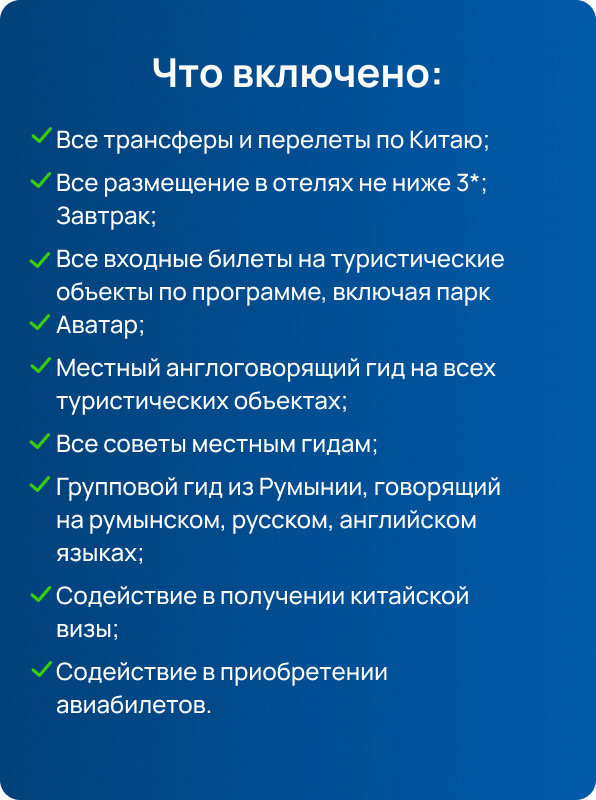 Что включено:
Все трансферы и перелеты по Китаю;
Все размещение в отелях не ниже 3*;
Завтрак;
Все входные билеты на туристические
объекты по программе, включая парк
Аватар;
Местный англоговорящий гид на всех
туристических объектах;
Все советы местным гидам;
Групповой гид из Румынии, говорящий
на румынском, русском, английском
языках;
Содействие в получении китайской
визы;
Содействие в приобретении
авиабилетов.